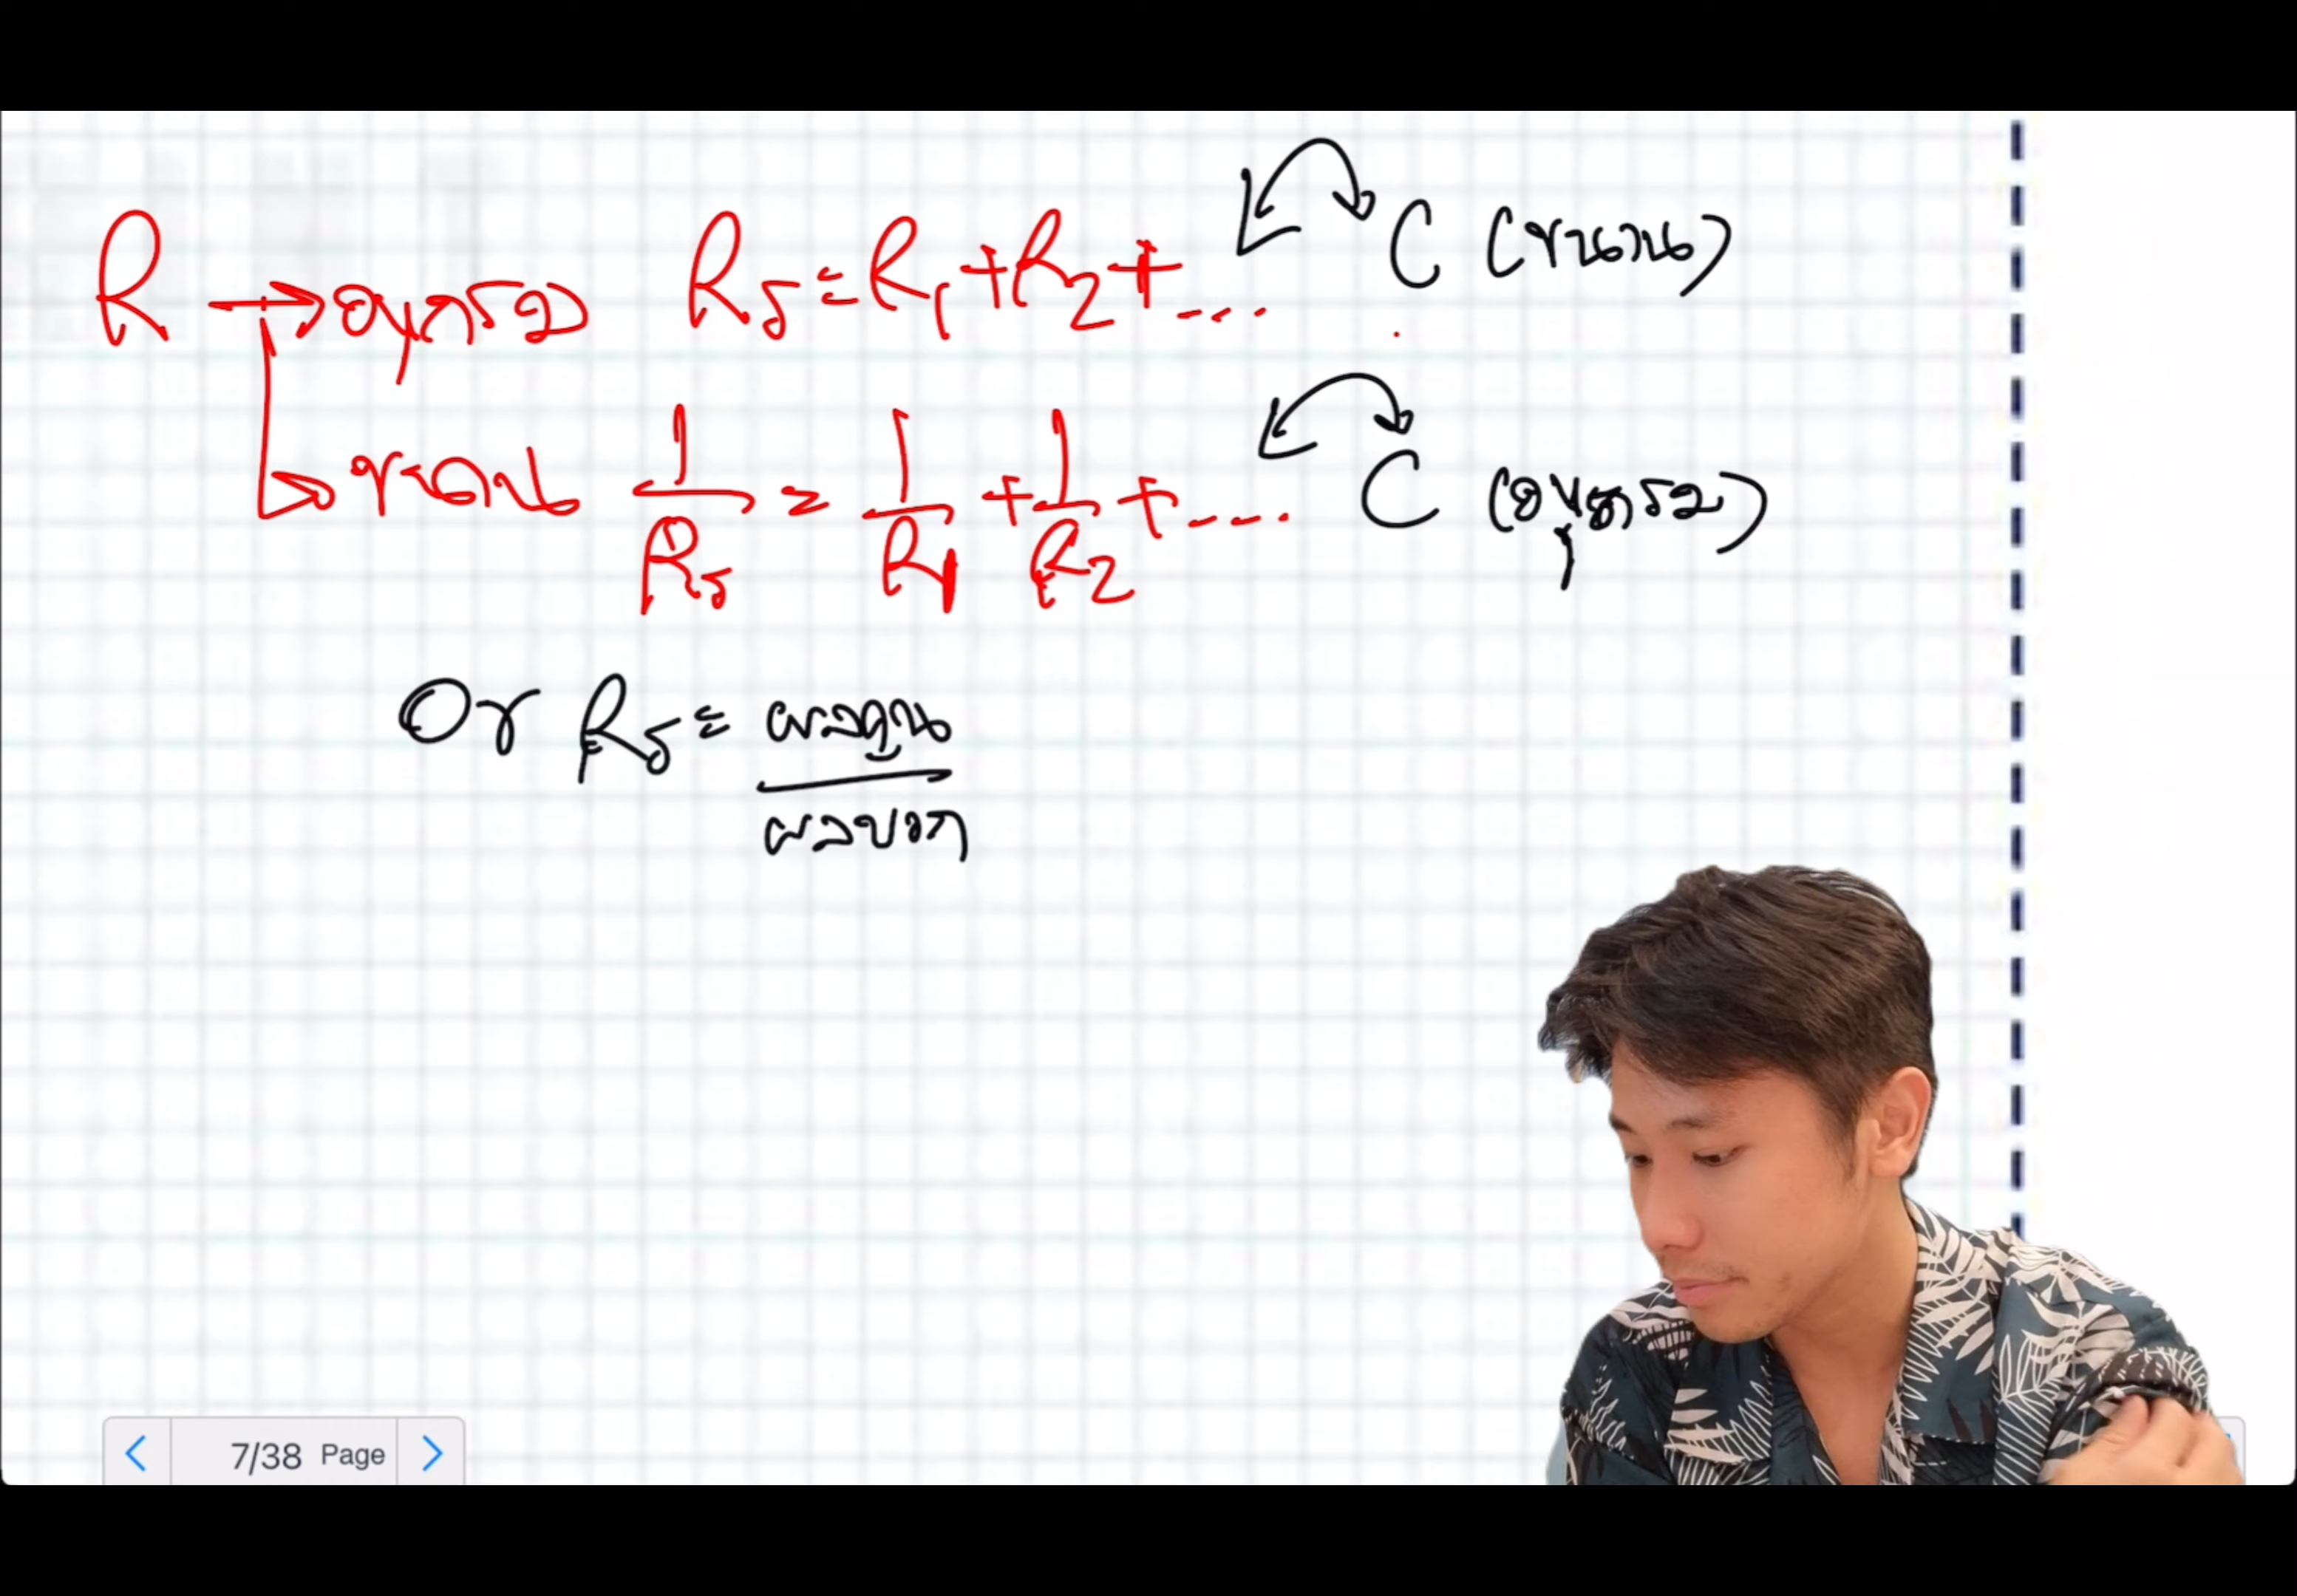 R → อนุกรม Rร = R₁ + R₂ + ... C (ขนาน)
ขนาน 1/Rร = 1/R₁ + 1/R₂ + .... C (อนุกรม)
Or Rร = ผลคูณ
ผลบวก
7/38 Page